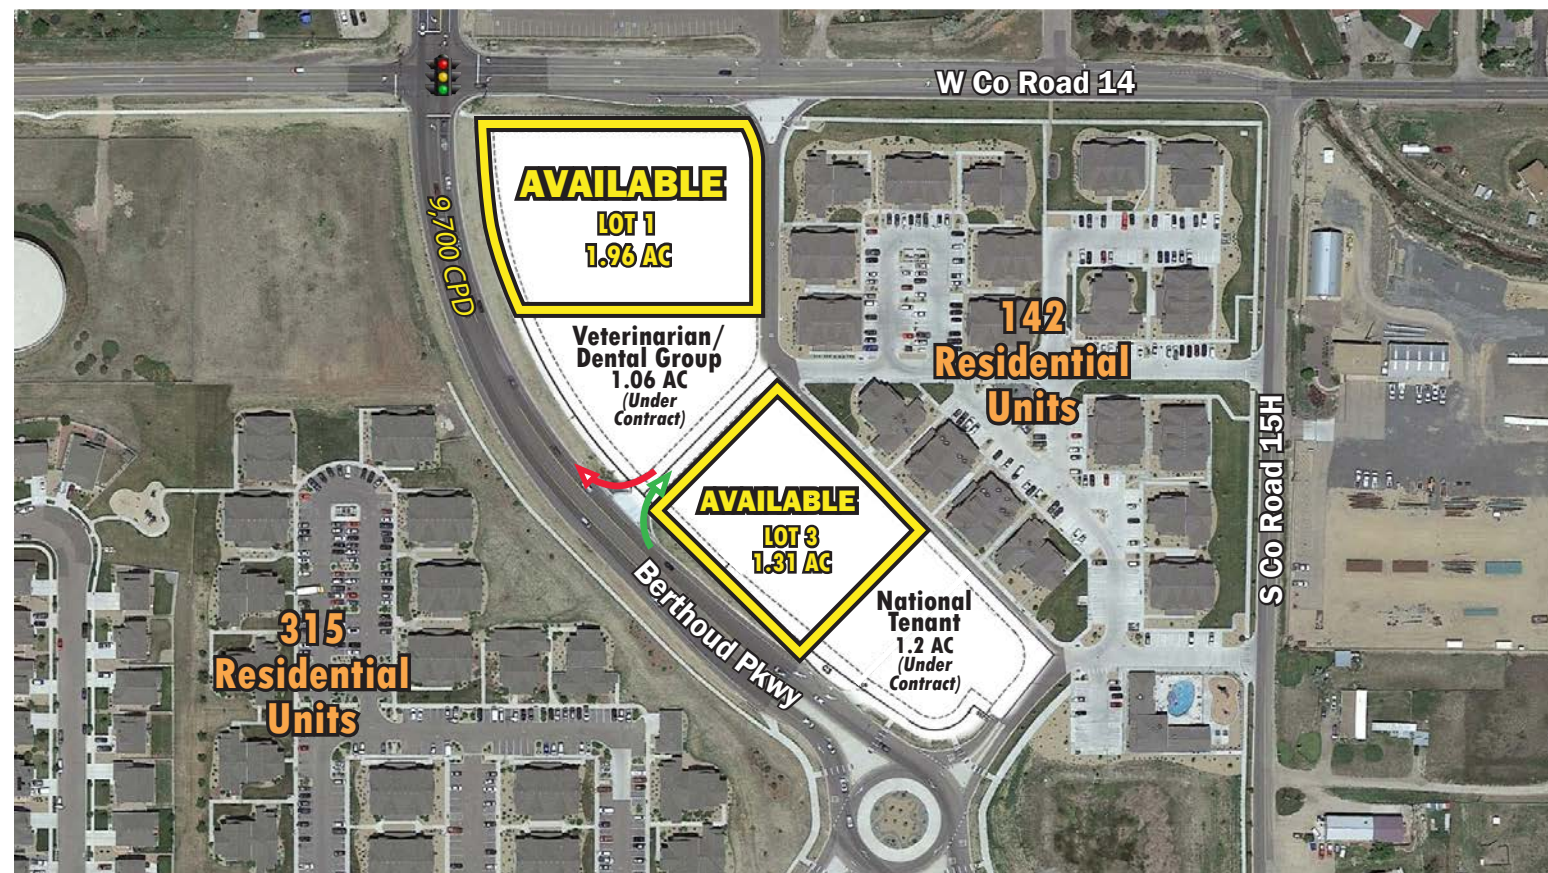 W Co Road 14
AVAILABLE
LOT 1
1.96 AC
9,700 CPD
Veterinarian/
Dental Group
1.06 AC
(Under
Contract)
142
Residential
Units
AVAILABLE
LOT 3
1.31 AC
S Co Road 15H
Berthoud Pkwy
National
Tenant
1.2 AC
(Under
Contract)
315
Residential
Units